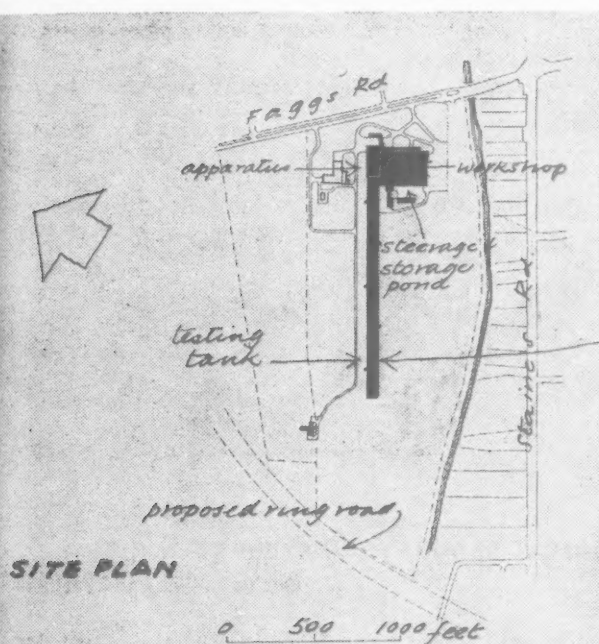 Faggs Rd
apparatus
workshop
steerage
storage
pond
testing
tank
Staines Rd
proposed ring road
SITE PLAN
0 500 1000 feet